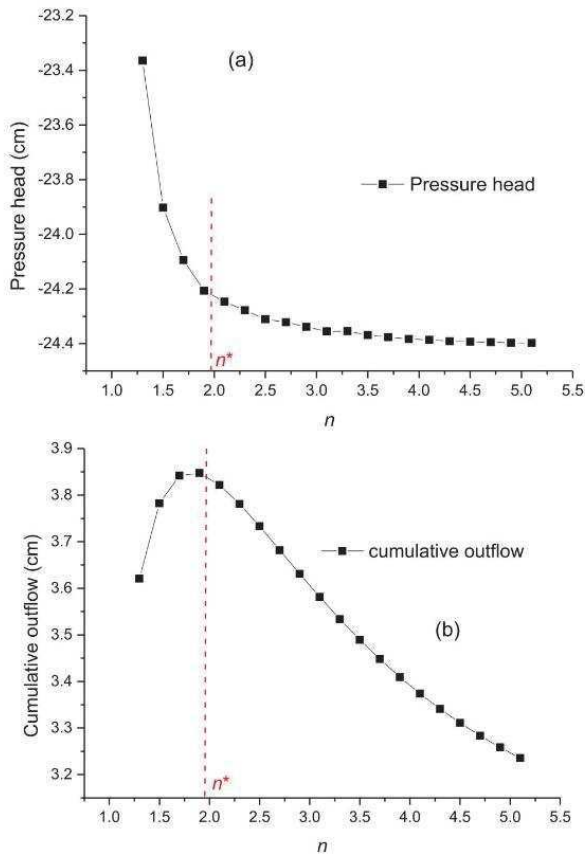 -23.2
(a)
-23.6
-23.8
-24.0
-24.2
-24.4
Pressure head (cm)
Pressure head
n*
1.0 1.5 2.0 2.5 3.0 3.5 4.0 4.5 5.0 5.5
n
3.9
3.8
3.7
3.6
3.5
3.4
3.3
3.2
Cumulative outflow (cm)
cumulative outflow
(b)
n*
1.0 1.5 2.0 2.5 3.0 3.5 4.0 4.5 5.0 5.5
n